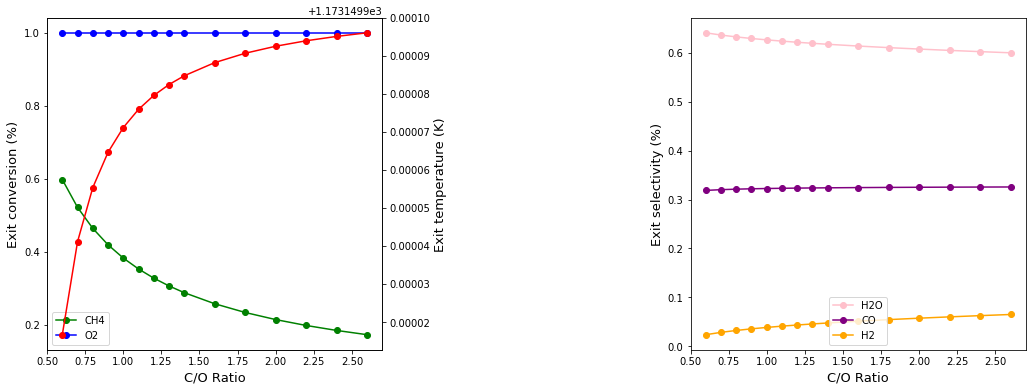 +1.1731499e3
Exit conversion (%)
1.0
0.8
0.6
0.4
0.2
0.00010
0.00009
0.00008
0.00007
0.00006
0.00005
0.00004
0.00003
0.00002
Exit temperature (K)
CH4
O2
0.50 0.75 1.00 1.25 1.50 1.75 2.00 2.25 2.50
C/O Ratio
Exit selectivity (%)
0.6
0.5
0.4
0.3
0.2
0.1
0.0
H2O
CO
H2
0.50 0.75 1.00 1.25 1.50 1.75 2.00 2.25 2.50
C/O Ratio